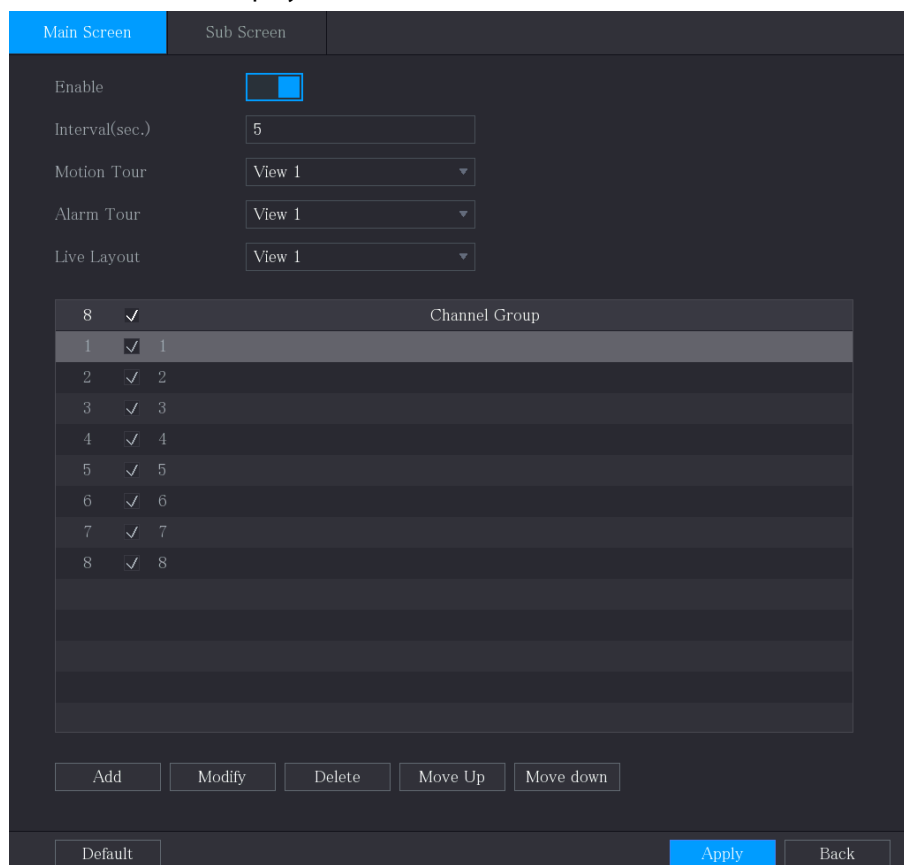 Main Screen Sub Screen
Enable
Interval(sec.) 5
Motion Tour View 1
Alarm Tour View 1
Live Layout View 1
8 Channel Group
1 1
2 2
3 3
4 4
5 5
6 6
7 7
8 8
Add Modify Delete Move Up Move down
Default Apply Back